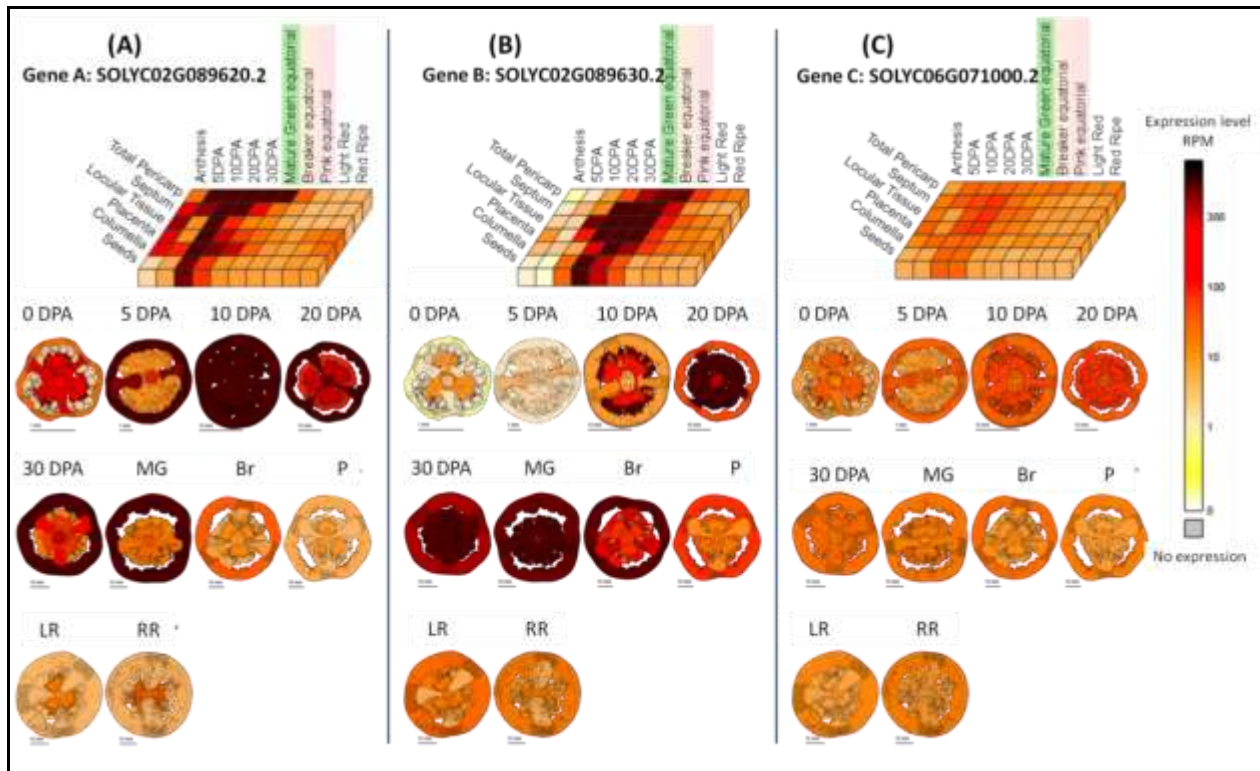 (A)
Gene A: SOLYC02G089620.2
Total Pericarp
Septum
Locular Tissue
Placenta
Columella
Seeds
Anthesis
5DPA
10DPA
20DPA
30DPA
Mature Green equatorial
Breaker equatorial
Pink equatorial
Light Red
Red Ripe
0 DPA 5 DPA 10 DPA 20 DPA
30 DPA MG Br P
LR RR
(B)
Gene B: SOLYC02G089630.2
Total Pericarp
Septum
Locular Tissue
Placenta
Columella
Seeds
Anthesis
5DPA
10DPA
20DPA
30DPA
Mature Green equatorial
Breaker equatorial
Pink equatorial
Light Red
Red Ripe
0 DPA 5 DPA 10 DPA 20 DPA
30 DPA MG Br P
LR RR
(C)
Gene C: SOLYC06G071000.2
Total Pericarp
Septum
Locular Tissue
Placenta
Columella
Seeds
Anthesis
5DPA
10DPA
20DPA
30DPA
Mature Green equatorial
Breaker equatorial
Pink equatorial
Light Red
Red Ripe
0 DPA 5 DPA 10 DPA 20 DPA
30 DPA MG Br P
LR RR
Expression level
RPM
300
100
10
1
0
No expression